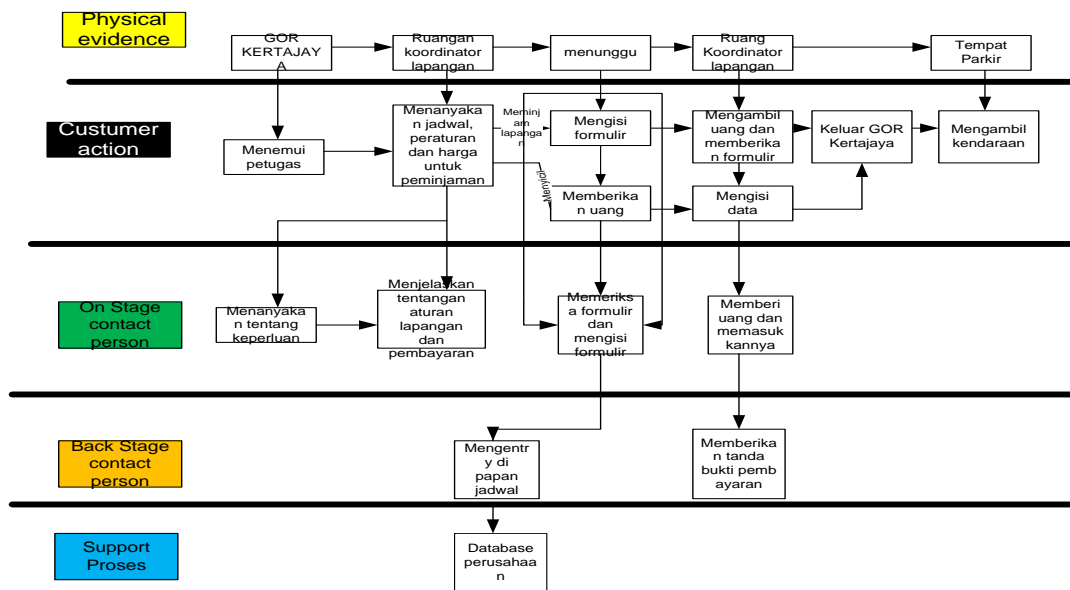 Physical
evidence
GOR
KERTAJAY
A
Ruangan
koordinator
lapangan
menunggu
Ruang
Koordinator
lapangan
Tempat
Parkir
Custumer
action
Menemui
petugas
Menanyaka
n jadwal,
peraturan
dan harga
untuk
peminjaman
Meminj
am
lapanga
n
Menyicil
Mengisi
formulir
Memberika
n uang
Mengambil
uang dan
memberika
n formulir
Mengisi
data
Keluar GOR
Kertajaya
Mengambil
kendaraan
On Stage
contact
person
Menanyaka
n tentang
keperluan
Menjelaskan
tentangan
aturan
lapangan
dan
pembayaran
Memeriks
a formulir
dan
mengisi
formulir
Memberi
uang dan
memasuk
kannya
Back Stage
contact
person
Mengentr
y di
papan
jadwal
Memberika
n tanda
bukti pemb
ayaran
Support
Proses
Database
perusahaa
n